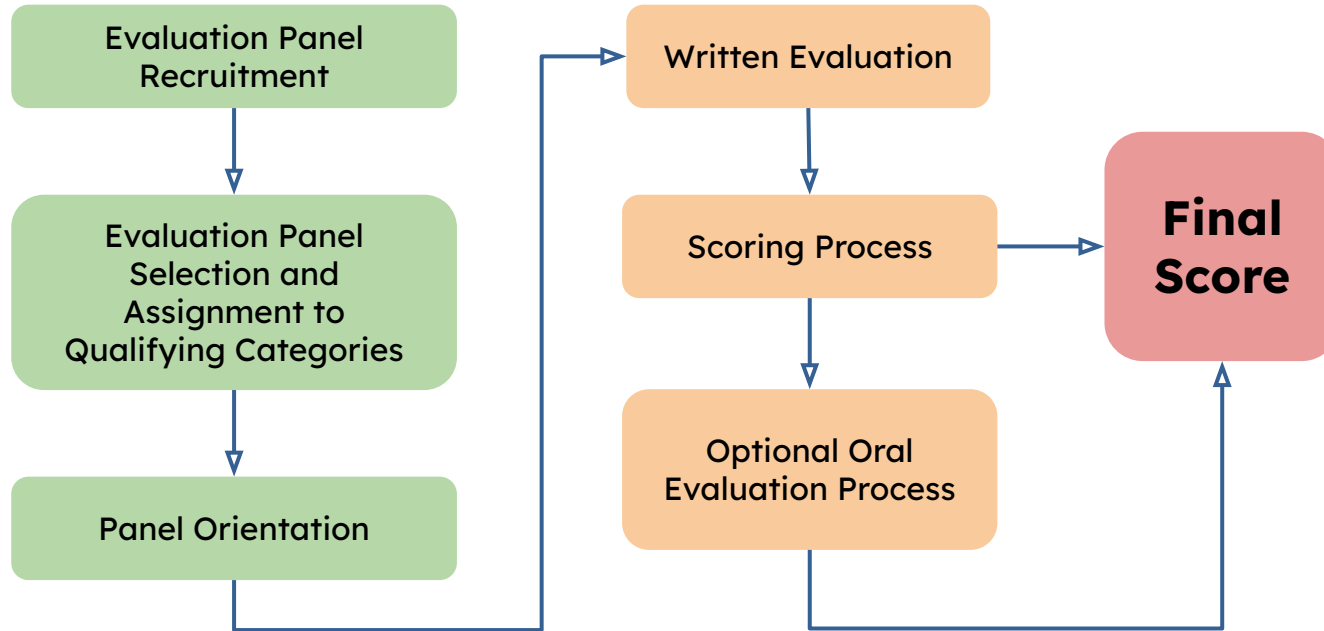 Evaluation Panel
Recruitment
Evaluation Panel
Selection and
Assignment to
Qualifying Categories
Panel Orientation
Written Evaluation
Scoring Process
Optional Oral
Evaluation Process
Final
Score